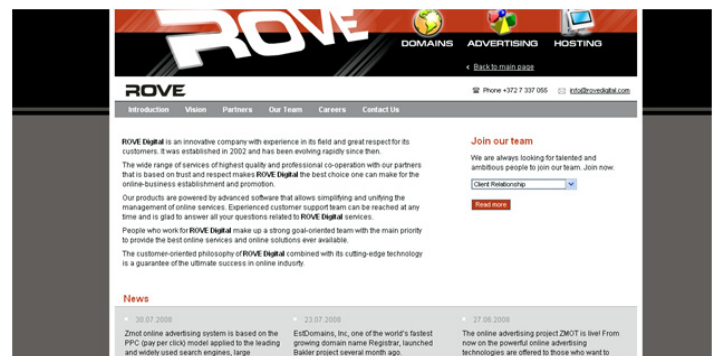 ROVE
DOMAINS ADVERTISING HOSTING
« Back to main page
ROVE
Phone +372 7 337 055 info@rovedigital.com
Introduction Vision Partners Our Team Careers Contact Us
ROVE Digital is an innovative company with experience in its field and great respect for its
customers. It was established in 2002 and has been evolving rapidly since then.
The wide range of services of highest quality and professional co-operation with our partners
that is based on trust and respect makes ROVE Digital the best choice one can make for the
online-business establishment and promotion.
Our products are powered by advanced software that allows simplifying and unifying the
management of online services. Experienced customer support team can be reached at any
time and is glad to answer all your questions related to ROVE Digital services.
People who work for ROVE Digital make up a strong goal-oriented team with the main priority
to provide the best online services and online solutions ever available.
The customer-oriented philosophy of ROVE Digital combined with its cutting-edge technology
is a guarantee of the ultimate success in online industry.
Join our team
We are always looking for talented and
ambitious people to join our team. Join now.
Client Relationship
Read more
News
30.07.2008
Zmot online advertising system is based on the
PPC (pay per click) model applied to the leading
and widely used search engines, large
23.07.2008
EstDomains, Inc, one of the world's fastest
growing domain name Registrar, launched
Bakler project several month ago.
27.06.2008
The online advertising project ZMOT is live! From
now on the powerful online advertising
technologies are offered to those who want to